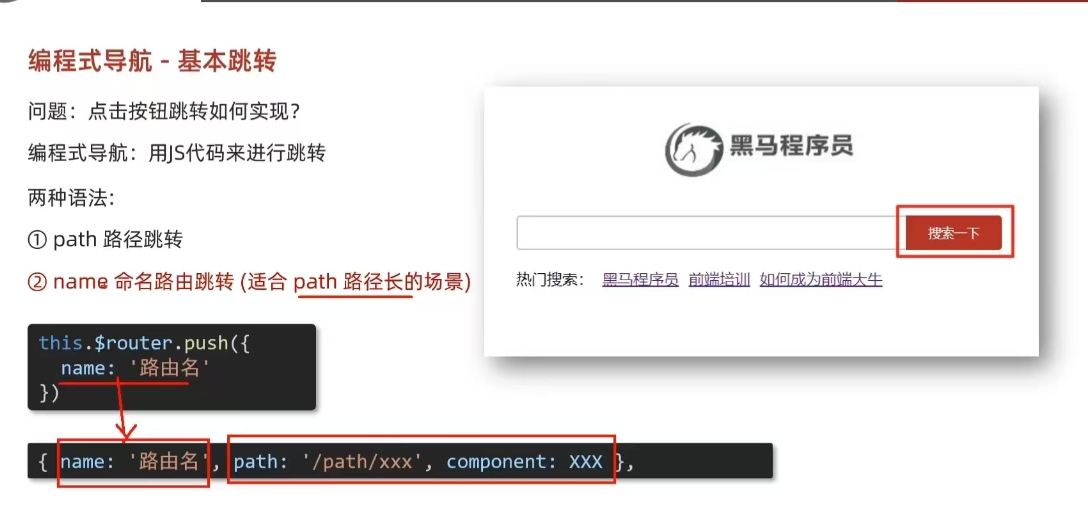 编程式导航 - 基本跳转
问题：点击按钮跳转如何实现？
编程式导航：用JS代码来进行跳转
两种语法：
① path 路径跳转
② name 命名路由跳转 (适合 path 路径长的场景)
this.$router.push({
name: '路由名'
})
{ name: '路由名', path: '/path/xxx', component: XXX },
黑马程序员
搜索一下
热门搜索： 黑马程序员 前端培训 如何成为前端大牛